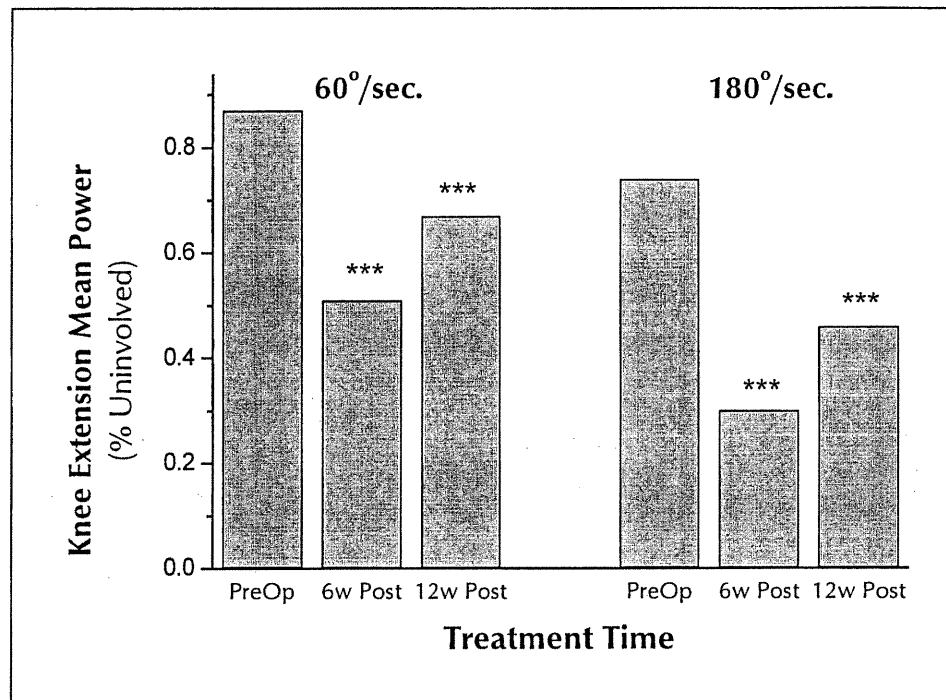 60°/sec.
180°/sec.
Knee Extension Mean Power
(% Uninvolved)
0.8
0.6
0.4
0.2
0.0
***
***
***
***
PreOp 6w Post 12w Post
PreOp 6w Post 12w Post
Treatment Time